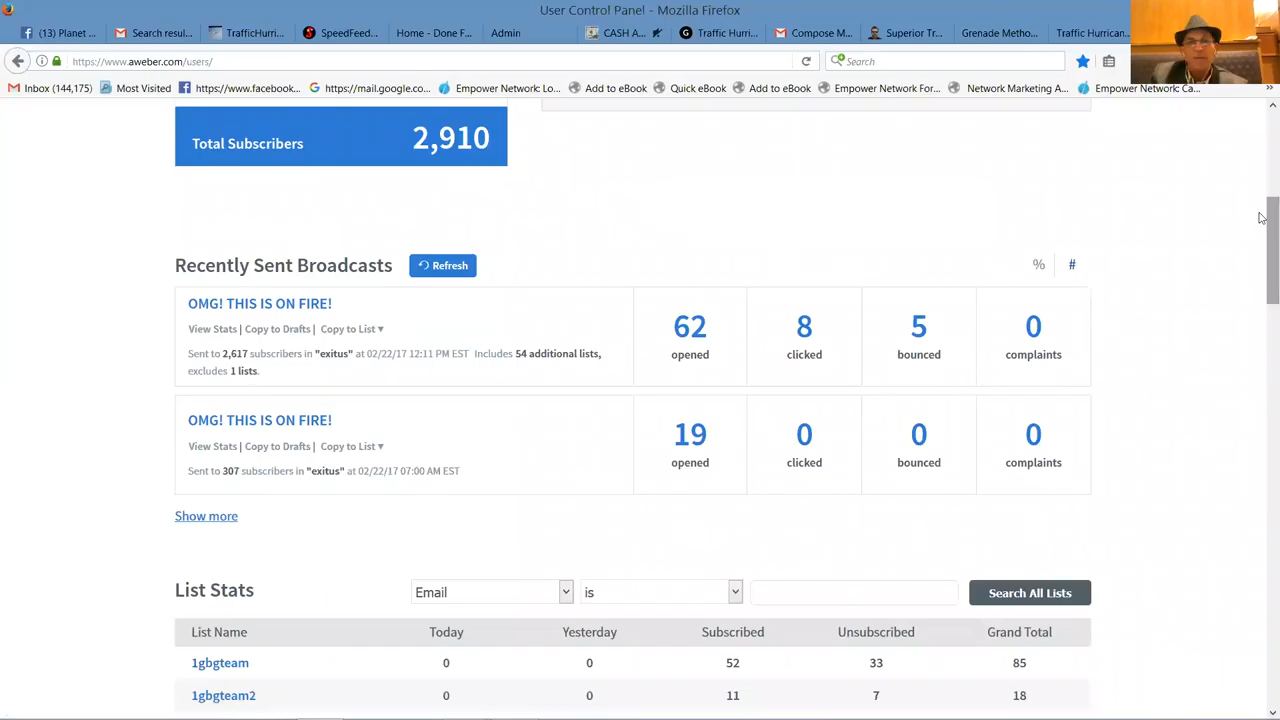 User Control Panel - Mozilla Firefox
(13) Planet ...
Search resul...
TrafficHurri...
SpeedFeed...
Home - Done F...
Admin
CASH A...
Traffic Hurri...
Compose M...
Superior Tr...
Grenade Metho...
Traffic Hurrican
https://www.aweber.com/users/
Search
Inbox (144,175)
Most Visited
https://www.facebook...
https://mail.google.co...
Empower Network: Lo...
Add to eBook
Quick eBook
Add to eBook
Empower Network For...
Network Marketing A...
Empower Network: Ca...
Total Subscribers 2,910
Recently Sent Broadcasts Refresh % #
OMG! THIS IS ON FIRE!
View Stats | Copy to Drafts | Copy to List ▾
Sent to 2,617 subscribers in "exitus" at 02/22/17 12:11 PM EST Includes 54 additional lists,
excludes 1 lists.
62 8 5 0
opened clicked bounced complaints
OMG! THIS IS ON FIRE!
View Stats | Copy to Drafts | Copy to List ▾
Sent to 307 subscribers in "exitus" at 02/22/17 07:00 AM EST
19 0 0 0
opened clicked bounced complaints
Show more
List Stats Email is Search All Lists
List Name Today Yesterday Subscribed Unsubscribed Grand Total
1gbgteam 0 0 52 33 85
1gbgteam2 0 0 11 7 18